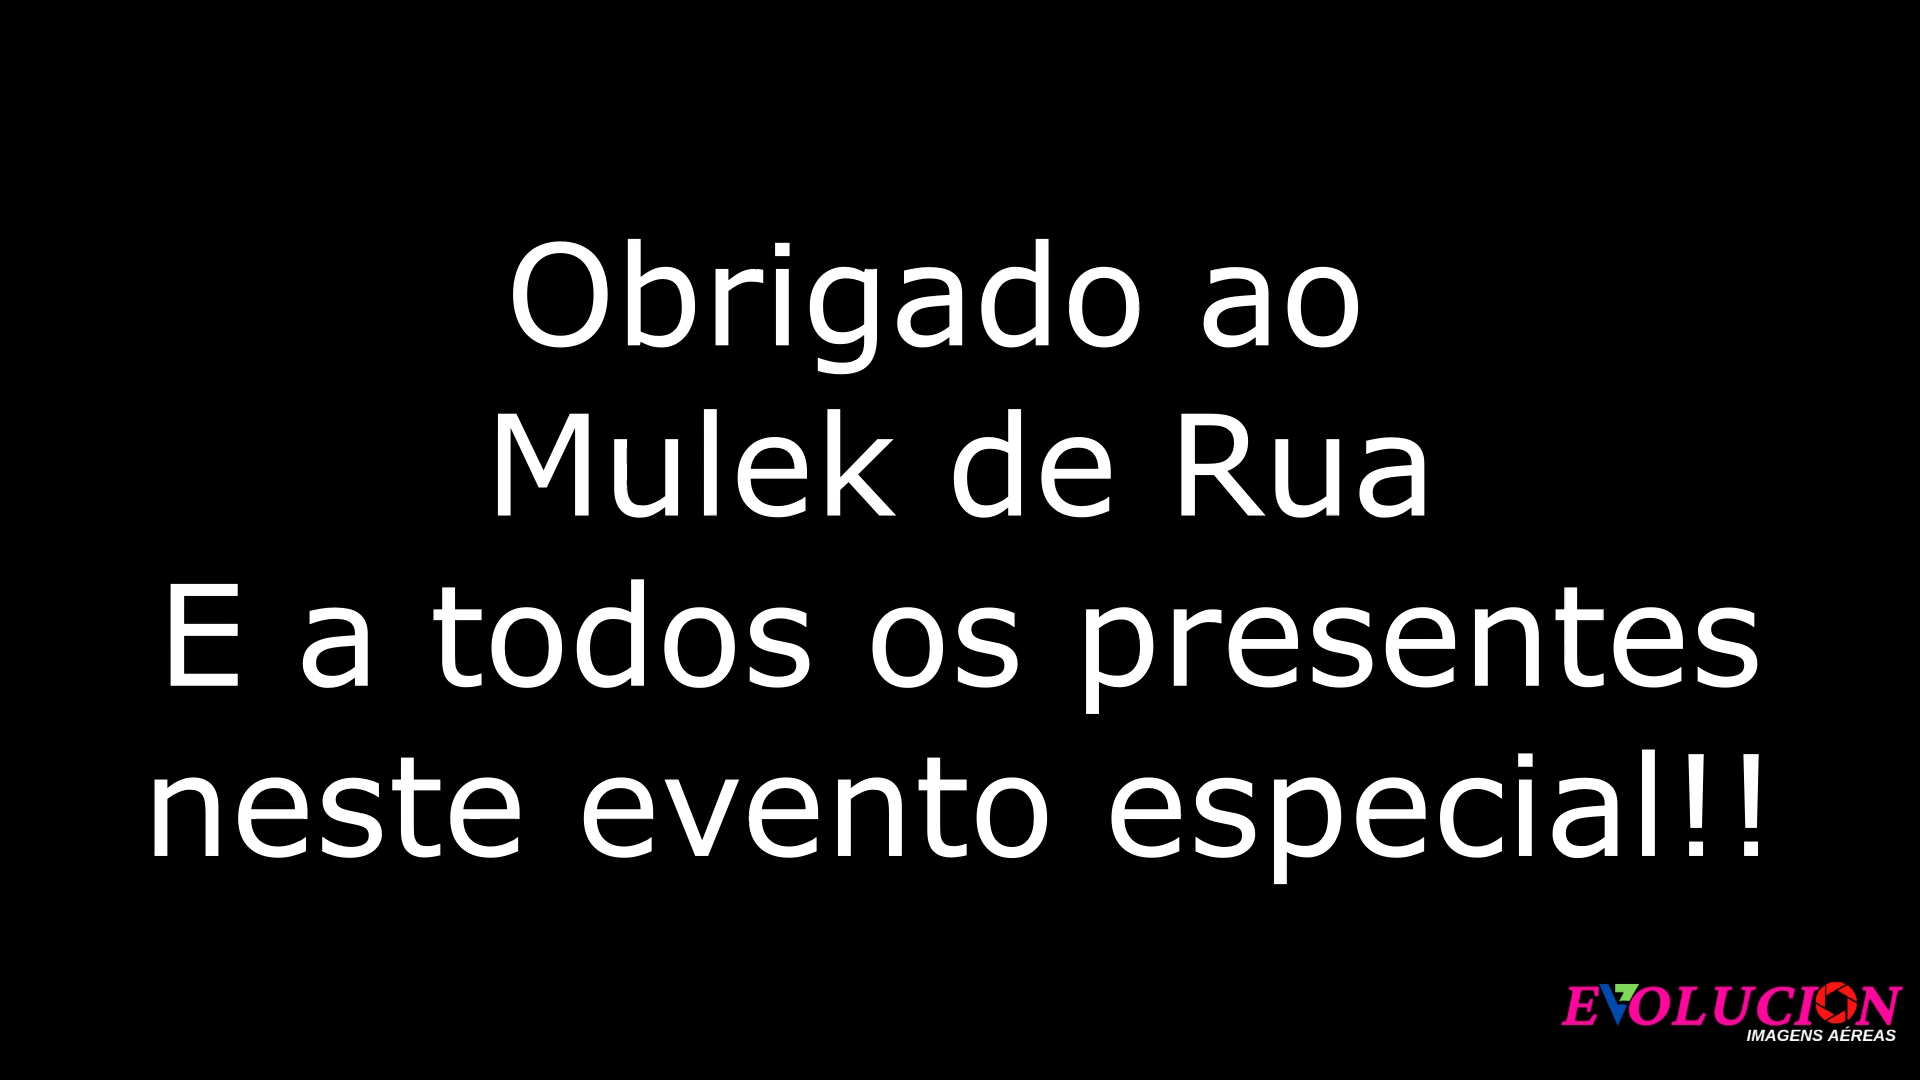 Obrigado ao
Mulek de Rua
E a todos os presentes
neste evento especial!!
EVOLUCION
IMAGENS AÉREAS